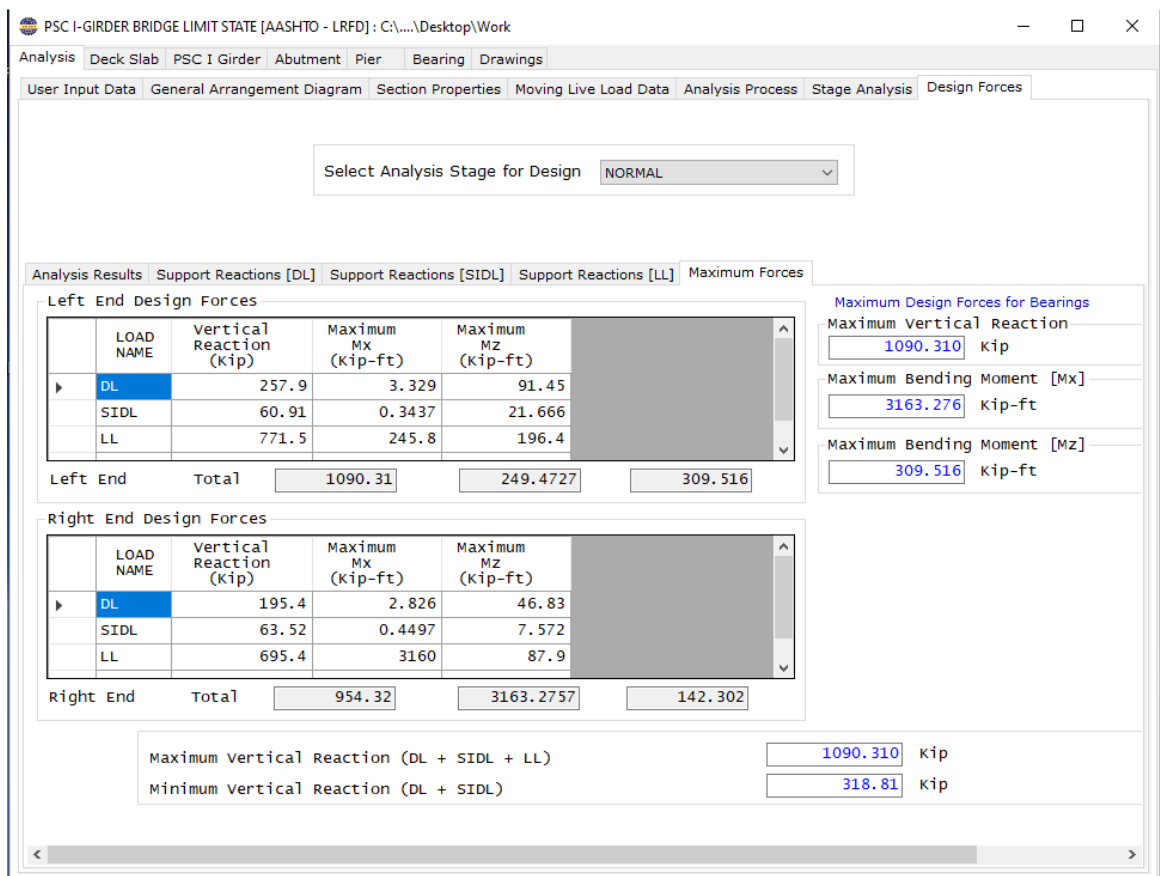 PSC I-GIRDER BRIDGE LIMIT STATE [AASHTO - LRFD] : C:\....\Desktop\Work
Analysis Deck Slab PSC I Girder Abutment Pier Bearing Drawings
User Input Data General Arrangement Diagram Section Properties Moving Live Load Data Analysis Process Stage Analysis Design Forces
Select Analysis Stage for Design NORMAL
Analysis Results Support Reactions [DL] Support Reactions [SIDL] Support Reactions [LL] Maximum Forces
Left End Design Forces
LOAD NAME Vertical Reaction (Kip) Maximum Mx (Kip-ft) Maximum Mz (Kip-ft)
DL 257.9 3.329 91.45
SIDL 60.91 0.3437 21.666
LL 771.5 245.8 196.4
Left End Total 1090.31 249.4727 309.516
Maximum Design Forces for Bearings
Maximum Vertical Reaction
1090.310 Kip
Maximum Bending Moment [Mx]
3163.276 Kip-ft
Maximum Bending Moment [Mz]
309.516 Kip-ft
Right End Design Forces
LOAD NAME Vertical Reaction (Kip) Maximum Mx (Kip-ft) Maximum Mz (Kip-ft)
DL 195.4 2.826 46.83
SIDL 63.52 0.4497 7.572
LL 695.4 3160 87.9
Right End Total 954.32 3163.2757 142.302
Maximum Vertical Reaction (DL + SIDL + LL) 1090.310 Kip
Minimum Vertical Reaction (DL + SIDL) 318.81 Kip